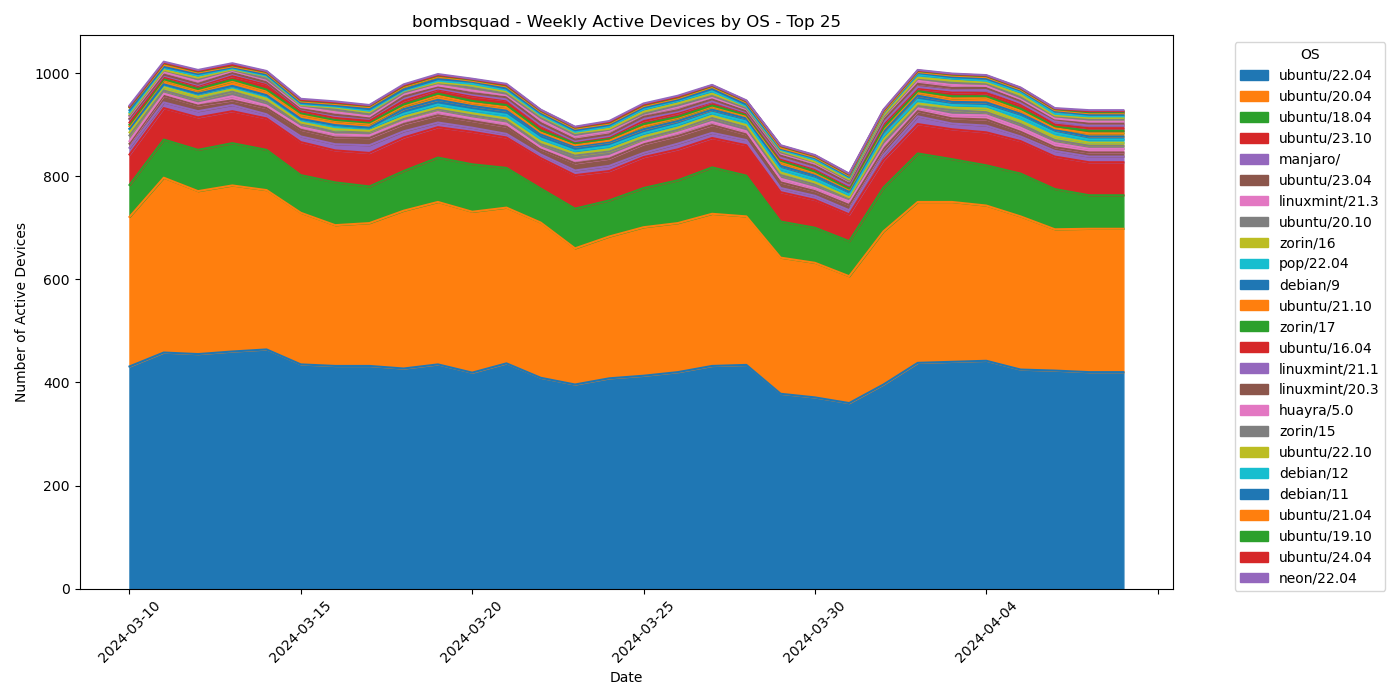 bombsquad - Weekly Active Devices by OS - Top 25
Number of Active Devices
1000
800
600
400
200
0
2024-03-10
2024-03-15
2024-03-20
2024-03-25
2024-03-30
2024-04-04
Date
OS
ubuntu/22.04
ubuntu/20.04
ubuntu/18.04
ubuntu/23.10
manjaro/
ubuntu/23.04
linuxmint/21.3
ubuntu/20.10
zorin/16
pop/22.04
debian/9
ubuntu/21.10
zorin/17
ubuntu/16.04
linuxmint/21.1
linuxmint/20.3
huayra/5.0
zorin/15
ubuntu/22.10
debian/12
debian/11
ubuntu/21.04
ubuntu/19.10
ubuntu/24.04
neon/22.04